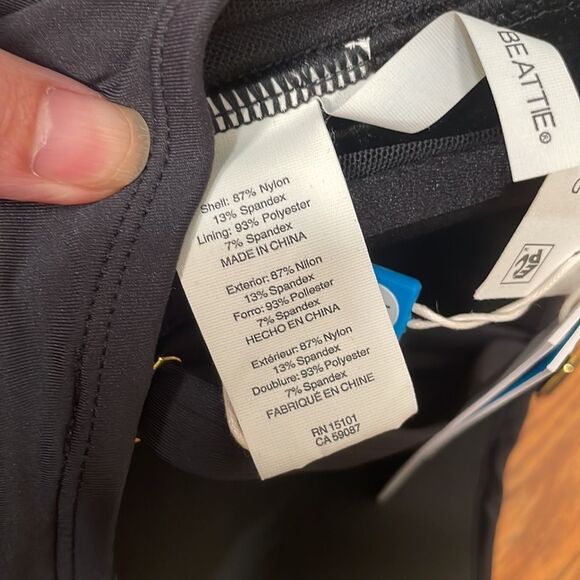 BEATTIE®
Shell: 87% Nylon
13% Spandex
Lining: 93% Polyester
7% Spandex
MADE IN CHINA
Exterior: 87% Nilon
13% Spandex
Forro: 93% Poliester
7% Spandex
HECHO EN CHINA
Extérieur: 87% Nylon
13% Spandex
Doublure: 93% Polyester
7% Spandex
FABRIQUÉ EN CHINE
RN 15101
CA 59087